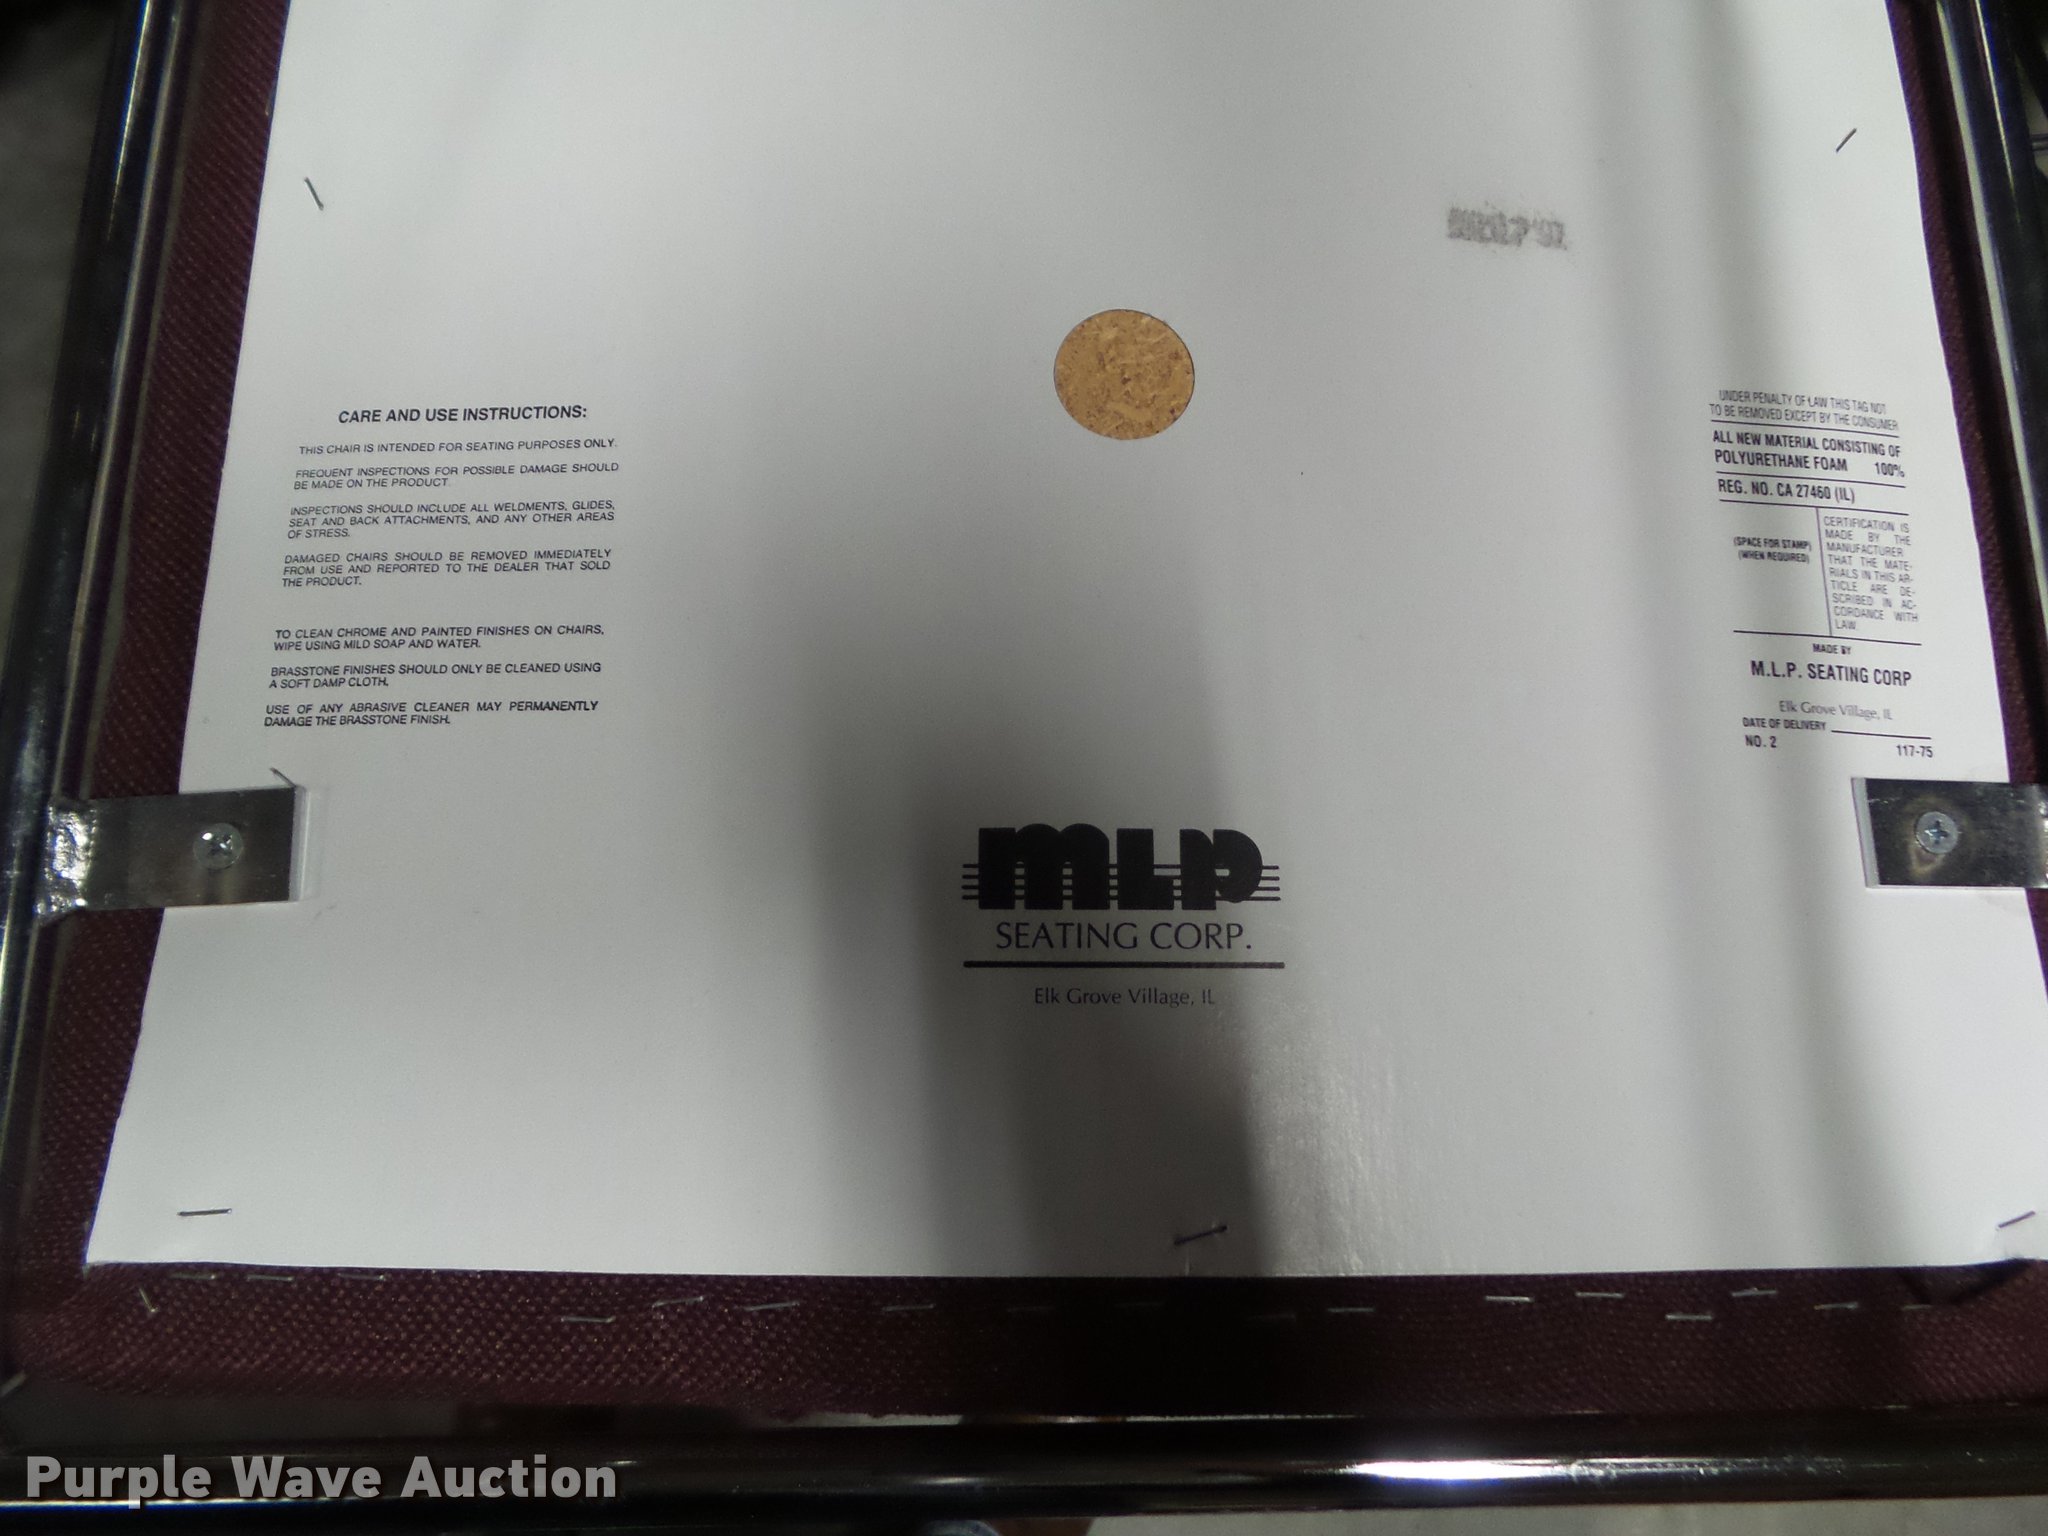 CARE AND USE INSTRUCTIONS:
THIS CHAIR IS INTENDED FOR SEATING PURPOSES ONLY.
FREQUENT INSPECTIONS FOR POSSIBLE DAMAGE SHOULD
BE MADE ON THE PRODUCT.
INSPECTIONS SHOULD INCLUDE ALL WELDMENTS, GLIDES,
SEAT AND BACK ATTACHMENTS, AND ANY OTHER AREAS
OF STRESS.
DAMAGED CHAIRS SHOULD BE REMOVED IMMEDIATELY
FROM USE AND REPORTED TO THE DEALER THAT SOLD
THE PRODUCT.
TO CLEAN CHROME AND PAINTED FINISHES ON CHAIRS,
WIPE USING MILD SOAP AND WATER.
BRASSTONE FINISHES SHOULD ONLY BE CLEANED USING
A SOFT DAMP CLOTH.
USE OF ANY ABRASIVE CLEANER MAY PERMANENTLY
DAMAGE THE BRASSTONE FINISH.
UNDER PENALTY OF LAW THIS TAG NOT
TO BE REMOVED EXCEPT BY THE CONSUMER
ALL NEW MATERIAL CONSISTING OF
POLYURETHANE FOAM 100%
REG. NO. CA 27460 (IL)
(SPACE FOR STAMP)
(WHEN REQUIRED)
CERTIFICATION IS
MADE BY THE
MANUFACTURER
THAT THE MATE-
RIALS IN THIS AR-
TICLE ARE DE-
SCRIBED IN AC-
CORDANCE WITH
LAW.
MADE BY
M.L.P. SEATING CORP
Elk Grove Village, IL
DATE OF DELIVERY
NO. 2 117-75
MLP
SEATING CORP.
Elk Grove Village, IL
Purple Wave Auction